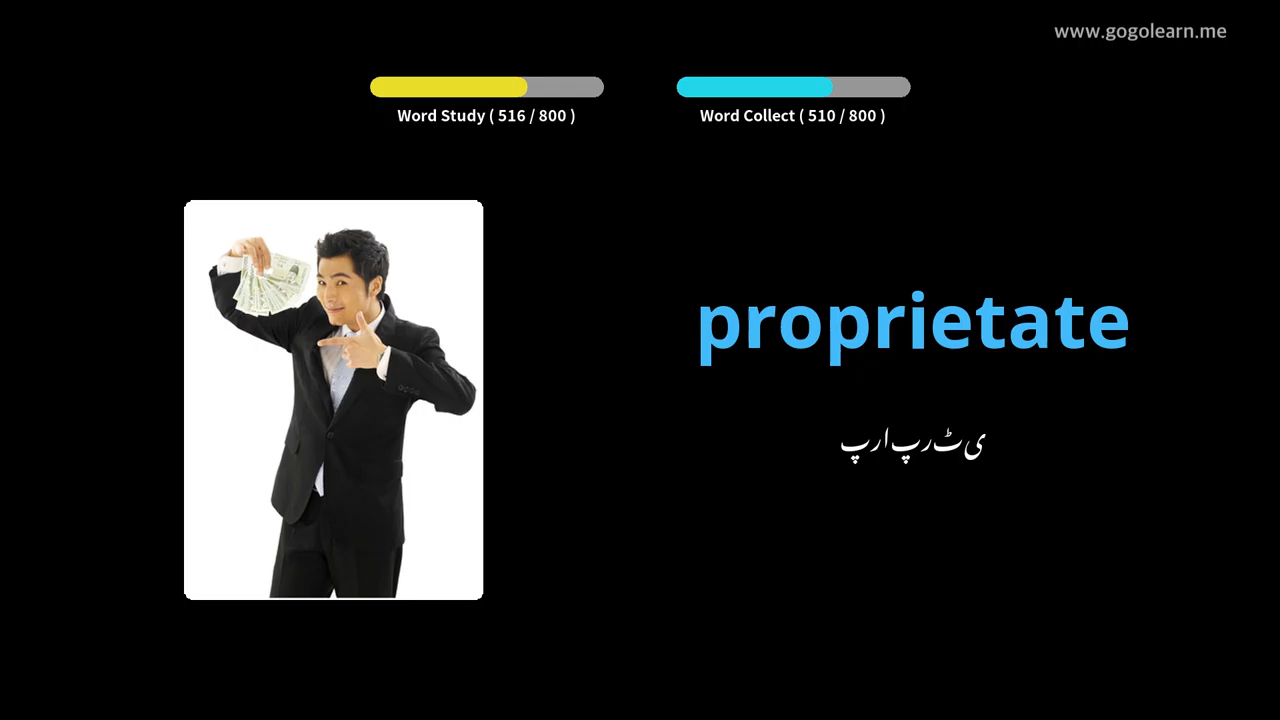 www.gogolearn.me
Word Study ( 516 / 800 )
Word Collect ( 510 / 800 )
proprietate
یٹرپارپ